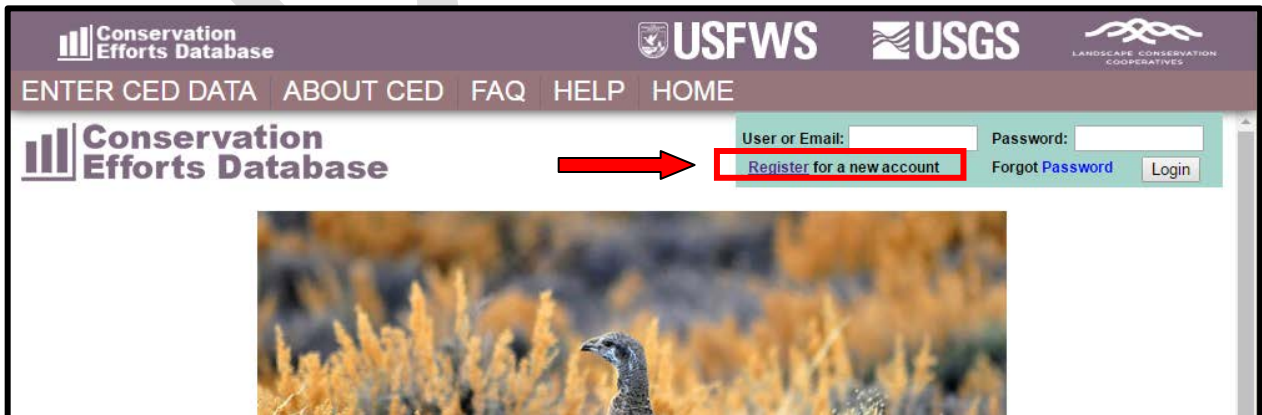 Conservation
Efforts Database
USFWS
USGS
LANDSCAPE CONSERVATION
COOPERATIVES
ENTER CED DATA ABOUT CED FAQ HELP HOME
Conservation
Efforts Database
User or Email: Password:
Register for a new account Forgot Password Login